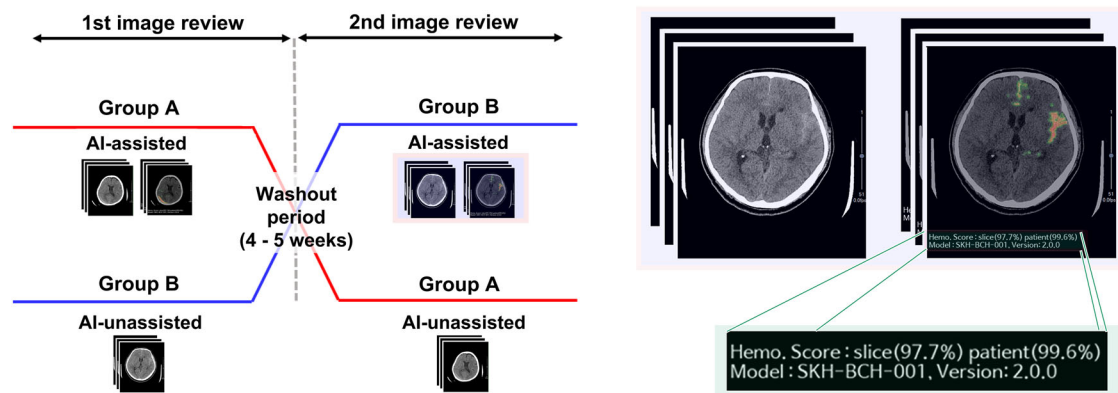 1st image review
2nd image review
Group A
AI-assisted
Group B
AI-assisted
Washout
period
(4 - 5 weeks)
Group B
AI-unassisted
Group A
AI-unassisted
Hemo. Score : slice(97.7%) patient(99.6%)
Model : SKH-BCH-001, Version: 2.0.0
Hemo. Score : slice(97.7%) patient(99.6%)
Model : SKH-BCH-001, Version: 2.0.0